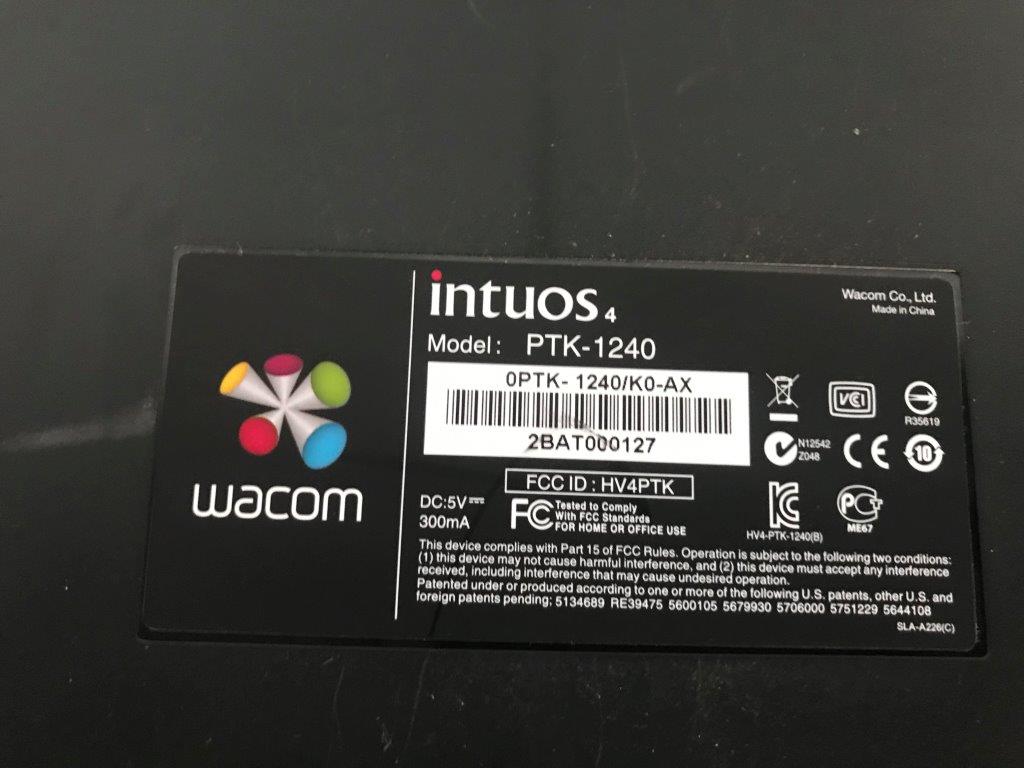 wacom
intuos 4
Wacom Co., Ltd.
Made in China
Model: PTK-1240
0PTK- 1240/K0-AX
2BAT000127
R35619
N12542
Z048
10
FCC ID : HV4PTK
DC:5V
300mA
FC Tested to Comply
With FCC Standards
FOR HOME OR OFFICE USE
HV4-PTK-1240(B)
ME67
This device complies with Part 15 of FCC Rules. Operation is subject to the following two conditions:
(1) this device may not cause harmful interference, and (2) this device must accept any interference
received, including interference that may cause undesired operation.
Patented under or produced according to one or more of the following U.S. patents, other U.S. and
foreign patents pending; 5134689 RE39475 5600105 5679930 5706000 5751229 5644108
SLA-A226(C)